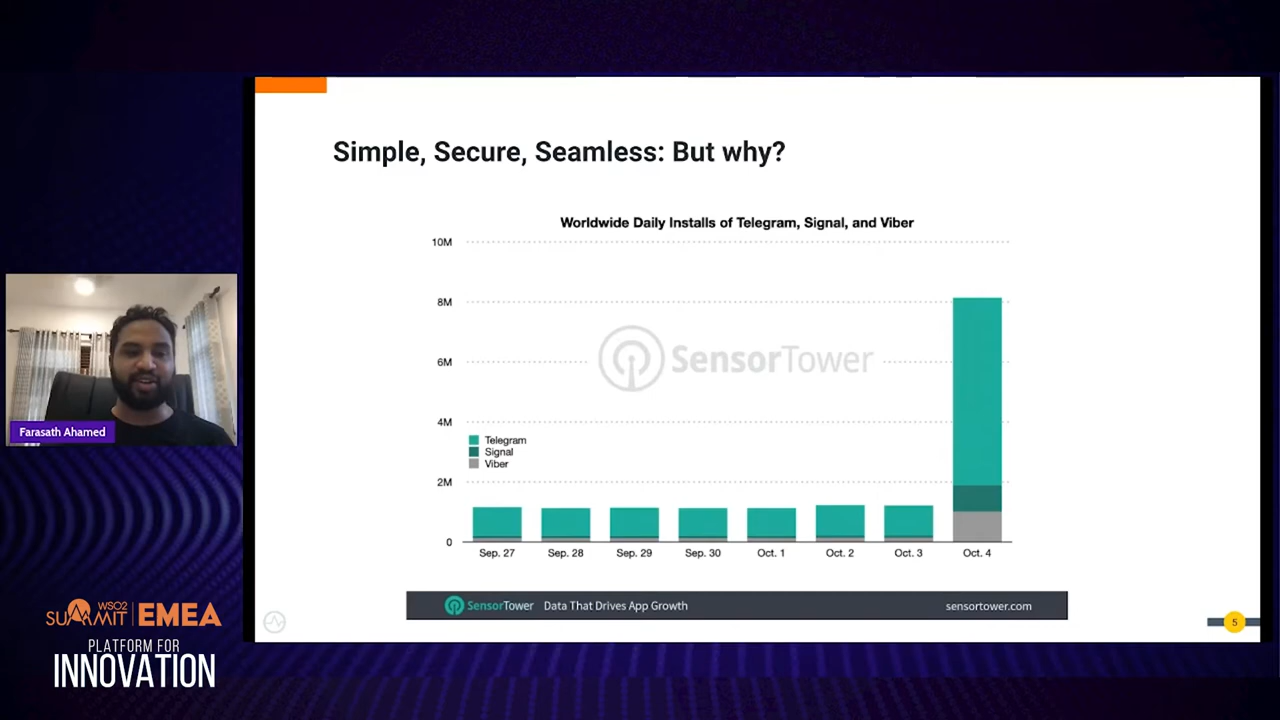 Simple, Secure, Seamless: But why?
Worldwide Daily Installs of Telegram, Signal, and Viber
10M
8M
6M
4M
2M
0
SensorTower
Telegram
Signal
Viber
Sep. 27
Sep. 28
Sep. 29
Sep. 30
Oct. 1
Oct. 2
Oct. 3
Oct. 4
SensorTower Data That Drives App Growth
sensortower.com
5
Farasath Ahamed
WSO2
SUMMIT EMEA
PLATFORM FOR
INNOVATION